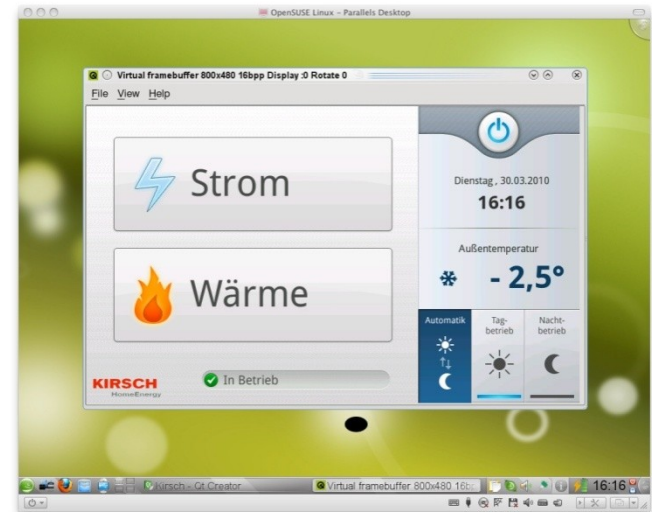 OpenSUSE Linux - Parallels Desktop
Virtual framebuffer 800x480 16bpp Display :0 Rotate 0
File View Help
Strom
Wärme
KIRSCH
HomeEnergy
In Betrieb
Dienstag, 30.03.2010
16:16
Außentemperatur
- 2,5°
Automatik
Tag-
betrieb
Nacht-
betrieb
Kirsch - Qt Creator
Virtual framebuffer 800x480 16b
16:16